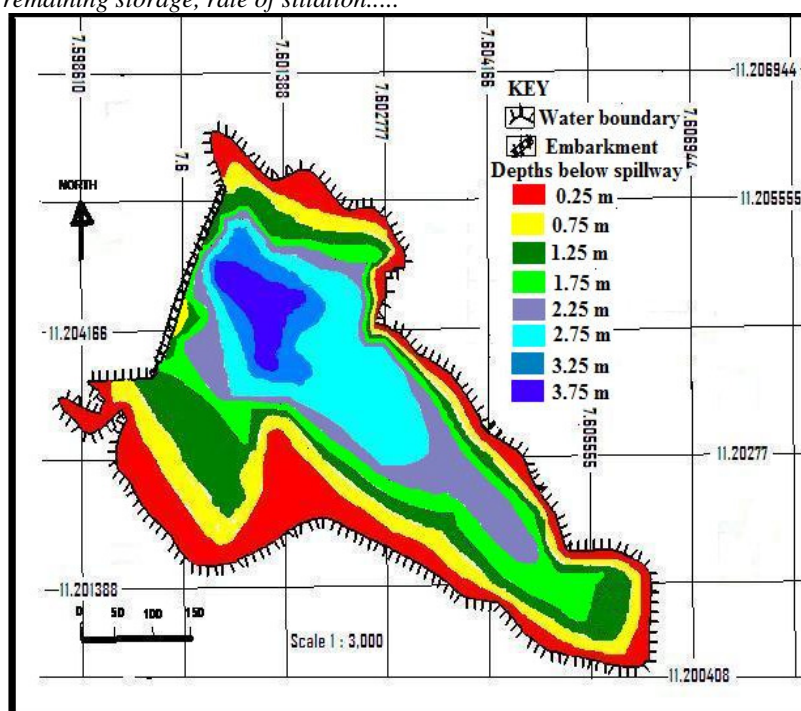 remaining storage, rate of siltation.....
7.598610
7.6
7.601388
7.602777
7.604166
7.605555
7.606944
11.206944
11.205555
11.204166
11.20277
11.201388
11.200408
KEY
Water boundary
Embarkment
Depths below spillway
0.25 m
0.75 m
1.25 m
1.75 m
2.25 m
2.75 m
3.25 m
3.75 m
NORTH
0 50 100 150
Scale 1 : 3,000